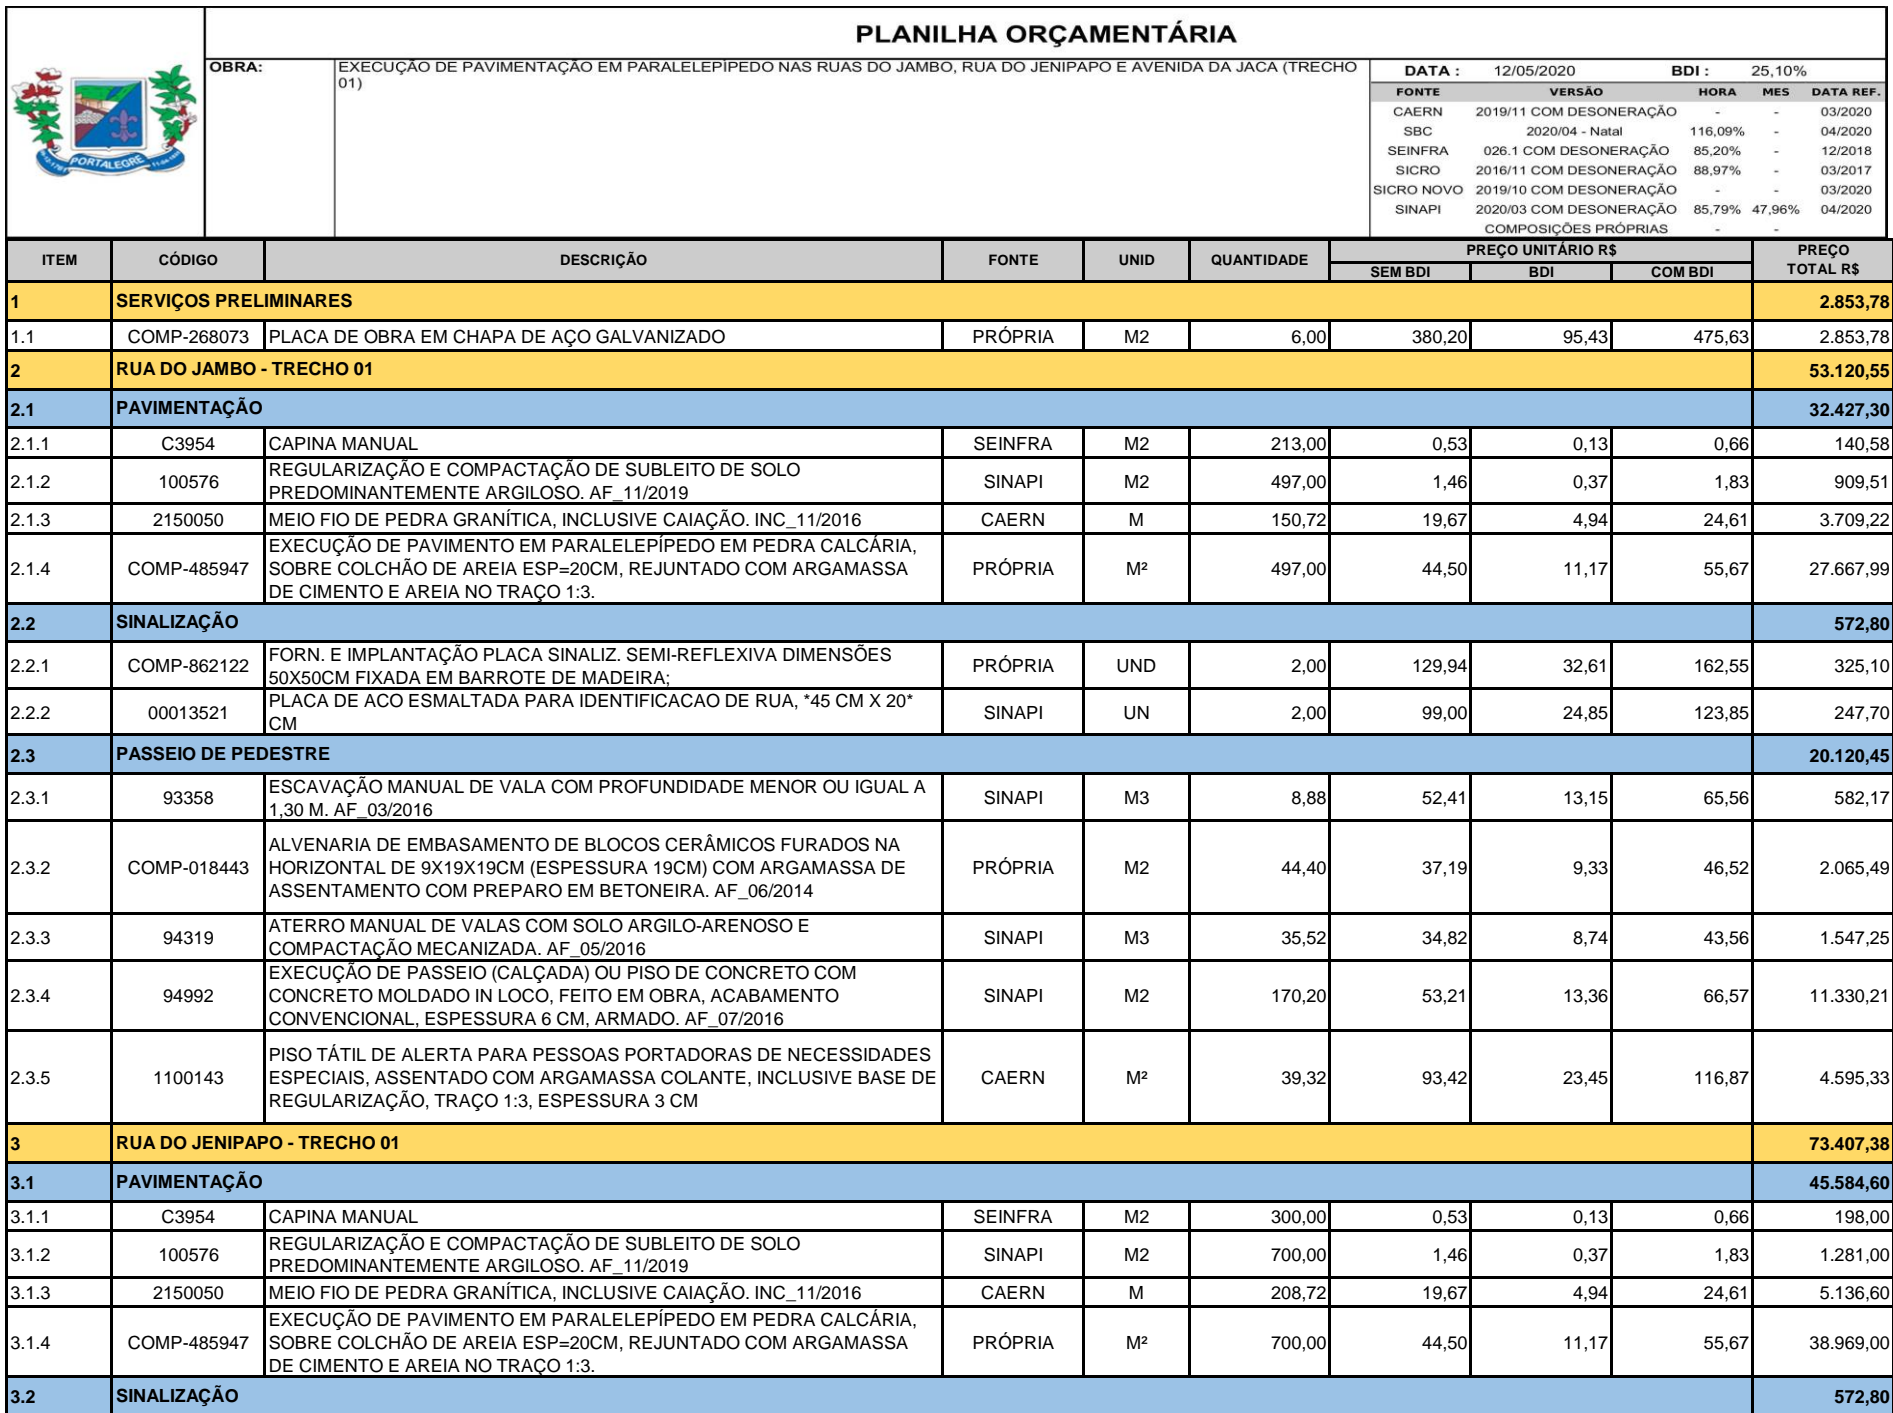 PLANILHA ORÇAMENTÁRIA
OBRA: EXECUÇÃO DE PAVIMENTAÇÃO EM PARALELEPÍPEDO NAS RUAS DO JAMBO, RUA DO JENIPAPO E AVENIDA DA JACA (TRECHO
01)
DATA : 12/05/2020 BDI : 25,10%
FONTE VERSÃO HORA MES DATA REF.
CAERN 2019/11 COM DESONERAÇÃO - - 03/2020
SBC 2020/04 - Natal 116,09% - 04/2020
SEINFRA 026.1 COM DESONERAÇÃO 85,20% - 12/2018
SICRO 2016/11 COM DESONERAÇÃO 88,97% - 03/2017
SICRO NOVO 2019/10 COM DESONERAÇÃO - - 03/2020
SINAPI 2020/03 COM DESONERAÇÃO 85,79% 47,96% 04/2020
COMPOSIÇÕES PRÓPRIAS - -
PORTALEGRE
ITEM CÓDIGO DESCRIÇÃO FONTE UNID QUANTIDADE PREÇO UNITÁRIO R$ PREÇO
TOTAL R$
SEM BDI BDI COM BDI
1 SERVIÇOS PRELIMINARES 2.853,78
1.1 COMP-268073 PLACA DE OBRA EM CHAPA DE AÇO GALVANIZADO PRÓPRIA M2 6,00 380,20 95,43 475,63 2.853,78
2 RUA DO JAMBO - TRECHO 01 53.120,55
2.1 PAVIMENTAÇÃO 32.427,30
2.1.1 C3954 CAPINA MANUAL SEINFRA M2 213,00 0,53 0,13 0,66 140,58
2.1.2 100576 REGULARIZAÇÃO E COMPACTAÇÃO DE SUBLEITO DE SOLO
PREDOMINANTEMENTE ARGILOSO. AF_11/2019 SINAPI M2 497,00 1,46 0,37 1,83 909,51
2.1.3 2150050 MEIO FIO DE PEDRA GRANÍTICA, INCLUSIVE CAIAÇÃO. INC_11/2016 CAERN M 150,72 19,67 4,94 24,61 3.709,22
2.1.4 COMP-485947 EXECUÇÃO DE PAVIMENTO EM PARALELEPÍPEDO EM PEDRA CALCÁRIA,
SOBRE COLCHÃO DE AREIA ESP=20CM, REJUNTADO COM ARGAMASSA
DE CIMENTO E AREIA NO TRAÇO 1:3. PRÓPRIA M² 497,00 44,50 11,17 55,67 27.667,99
2.2 SINALIZAÇÃO 572,80
2.2.1 COMP-862122 FORN. E IMPLANTAÇÃO PLACA SINALIZ. SEMI-REFLEXIVA DIMENSÕES
50X50CM FIXADA EM BARROTE DE MADEIRA; PRÓPRIA UND 2,00 129,94 32,61 162,55 325,10
2.2.2 00013521 PLACA DE ACO ESMALTADA PARA IDENTIFICACAO DE RUA, *45 CM X 20*
CM SINAPI UN 2,00 99,00 24,85 123,85 247,70
2.3 PASSEIO DE PEDESTRE 20.120,45
2.3.1 93358 ESCAVAÇÃO MANUAL DE VALA COM PROFUNDIDADE MENOR OU IGUAL A
1,30 M. AF_03/2016 SINAPI M3 8,88 52,41 13,15 65,56 582,17
2.3.2 COMP-018443 ALVENARIA DE EMBASAMENTO DE BLOCOS CERÂMICOS FURADOS NA
HORIZONTAL DE 9X19X19CM (ESPESSURA 19CM) COM ARGAMASSA DE
ASSENTAMENTO COM PREPARO EM BETONEIRA. AF_06/2014 PRÓPRIA M2 44,40 37,19 9,33 46,52 2.065,49
2.3.3 94319 ATERRO MANUAL DE VALAS COM SOLO ARGILO-ARENOSO E
COMPACTAÇÃO MECANIZADA. AF_05/2016 SINAPI M3 35,52 34,82 8,74 43,56 1.547,25
2.3.4 94992 EXECUÇÃO DE PASSEIO (CALÇADA) OU PISO DE CONCRETO COM
CONCRETO MOLDADO IN LOCO, FEITO EM OBRA, ACABAMENTO
CONVENCIONAL, ESPESSURA 6 CM, ARMADO. AF_07/2016 SINAPI M2 170,20 53,21 13,36 66,57 11.330,21
2.3.5 1100143 PISO TÁTIL DE ALERTA PARA PESSOAS PORTADORAS DE NECESSIDADES
ESPECIAIS, ASSENTADO COM ARGAMASSA COLANTE, INCLUSIVE BASE DE
REGULARIZAÇÃO, TRAÇO 1:3, ESPESSURA 3 CM CAERN M² 39,32 93,42 23,45 116,87 4.595,33
3 RUA DO JENIPAPO - TRECHO 01 73.407,38
3.1 PAVIMENTAÇÃO 45.584,60
3.1.1 C3954 CAPINA MANUAL SEINFRA M2 300,00 0,53 0,13 0,66 198,00
3.1.2 100576 REGULARIZAÇÃO E COMPACTAÇÃO DE SUBLEITO DE SOLO
PREDOMINANTEMENTE ARGILOSO. AF_11/2019 SINAPI M2 700,00 1,46 0,37 1,83 1.281,00
3.1.3 2150050 MEIO FIO DE PEDRA GRANÍTICA, INCLUSIVE CAIAÇÃO. INC_11/2016 CAERN M 208,72 19,67 4,94 24,61 5.136,60
3.1.4 COMP-485947 EXECUÇÃO DE PAVIMENTO EM PARALELEPÍPEDO EM PEDRA CALCÁRIA,
SOBRE COLCHÃO DE AREIA ESP=20CM, REJUNTADO COM ARGAMASSA
DE CIMENTO E AREIA NO TRAÇO 1:3. PRÓPRIA M² 700,00 44,50 11,17 55,67 38.969,00
3.2 SINALIZAÇÃO 572,80